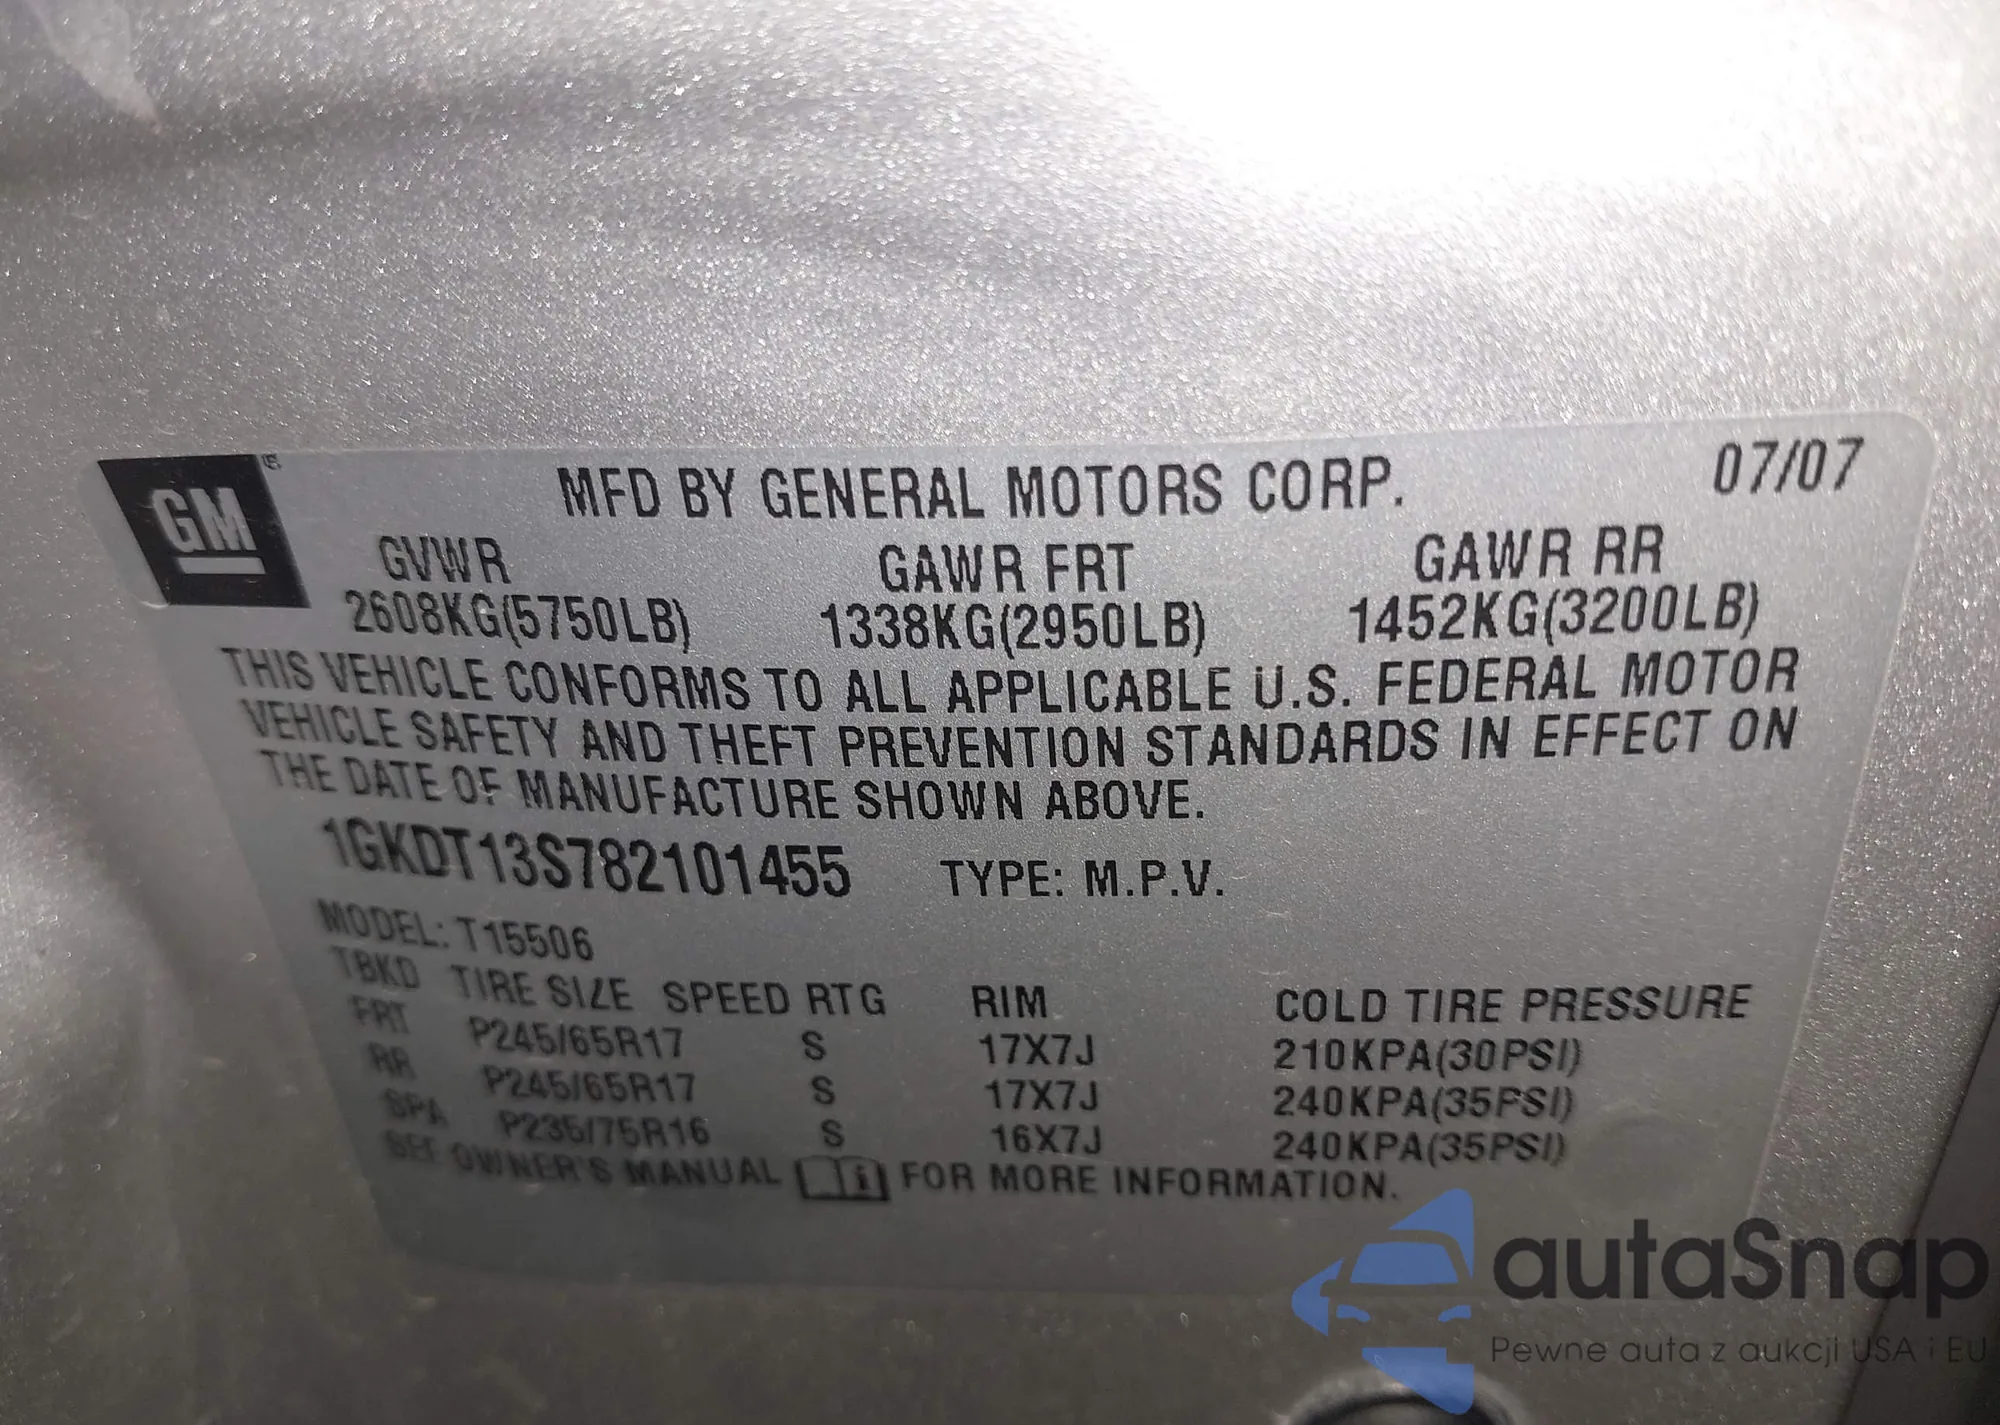 GM
MFD BY GENERAL MOTORS CORP. 07/07
GVWR GAWR FRT GAWR RR
2608KG(5750LB) 1338KG(2950LB) 1452KG(3200LB)
THIS VEHICLE CONFORMS TO ALL APPLICABLE U.S. FEDERAL MOTOR
VEHICLE SAFETY AND THEFT PREVENTION STANDARDS IN EFFECT ON
THE DATE OF MANUFACTURE SHOWN ABOVE.
1GKDT13S782101455 TYPE: M.P.V.
MODEL: T15506
TBKD TIRE SIZE SPEED RTG RIM COLD TIRE PRESSURE
FRT P245/65R17 S 17X7J 210KPA(30PSI)
RR P245/65R17 S 17X7J 240KPA(35PSI)
SPA P235/75R16 S 16X7J 240KPA(35PSI)
SEE OWNER'S MANUAL FOR MORE INFORMATION.
autaSnap
Pewne auta z aukcji USA i EU